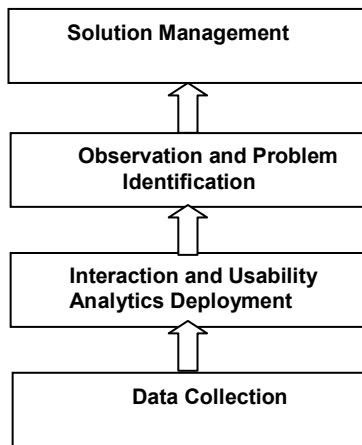 Solution Management
Observation and Problem
Identification
Interaction and Usability
Analytics Deployment
Data Collection